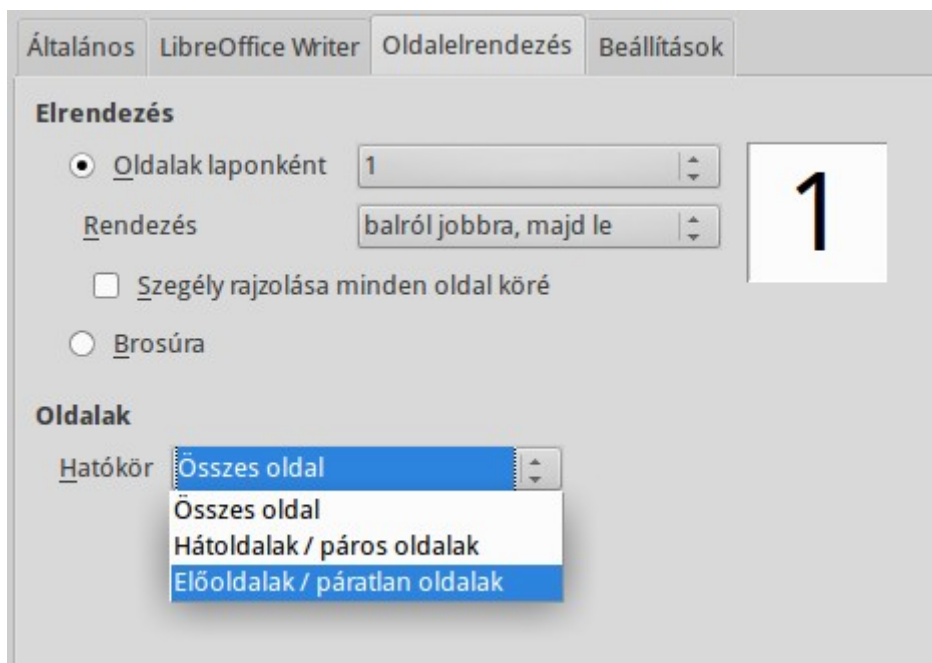 Általános LibreOffice Writer Oldalelrendezés Beállítások
Elrendezés
Oldalak laponként 1
1
Rendezés balról jobbra, majd le
Szegély rajzolása minden oldal köré
Brosúra
Oldalak
Hatókör Összes oldal
Összes oldal
Hátoldalak / páros oldalak
Előoldalak / páratlan oldalak